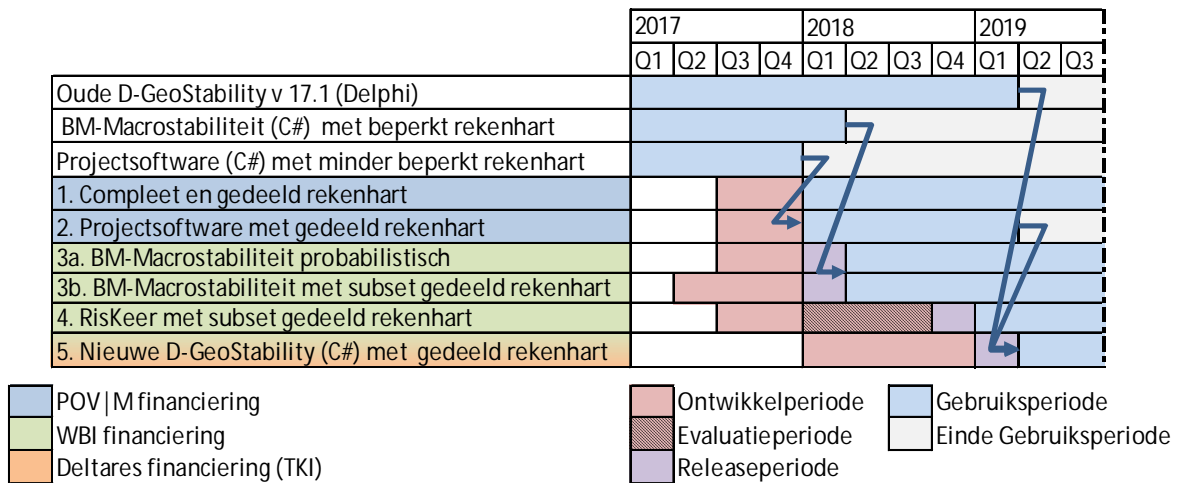 2017 2018 2019
Q1 Q2 Q3 Q4 Q1 Q2 Q3 Q4 Q1 Q2 Q3
Oude D-GeoStability v 17.1 (Delphi)
BM-Macrostabiliteit (C#) met beperkt rekenhart
Projectsoftware (C#) met minder beperkt rekenhart
1. Compleet en gedeeld rekenhart
2. Projectsoftware met gedeeld rekenhart
3a. BM-Macrostabiliteit probabilistisch
3b. BM-Macrostabiliteit met subset gedeeld rekenhart
4. RisKeer met subset gedeeld rekenhart
5. Nieuwe D-GeoStability (C#) met gedeeld rekenhart
POV|M financiering
WBI financiering
Deltares financiering (TKI)
Ontwikkelperiode
Evaluatieperiode
Releaseperiode
Gebruiksperiode
Einde Gebruiksperiode